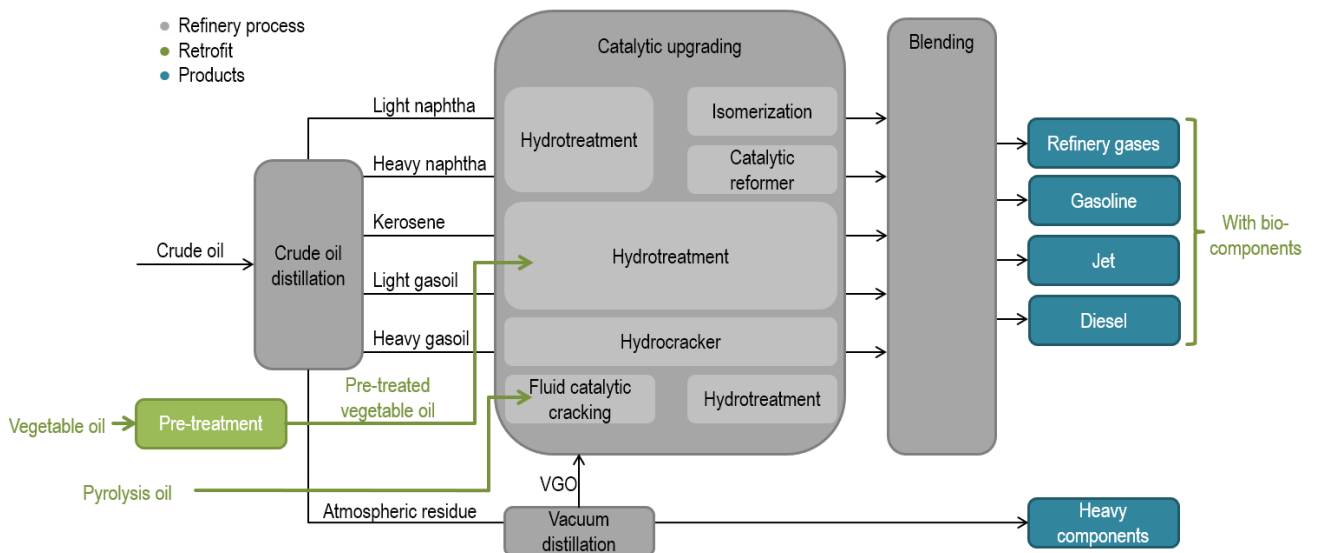 Refinery process
Retrofit
Products
Catalytic upgrading
Blending
Light naphtha
Heavy naphtha
Kerosene
Light gasoil
Heavy gasoil
Crude oil
Crude oil
distillation
Hydrotreatment
Isomerization
Catalytic
reformer
Hydrotreatment
Hydrocracker
Fluid catalytic
cracking
Hydrotreatment
Refinery gases
Gasoline
Jet
Diesel
With bio-
components
Vegetable oil
Pre-treatment
Pre-treated
vegetable oil
Pyrolysis oil
VGO
Atmospheric residue
Vacuum
distillation
Heavy
components